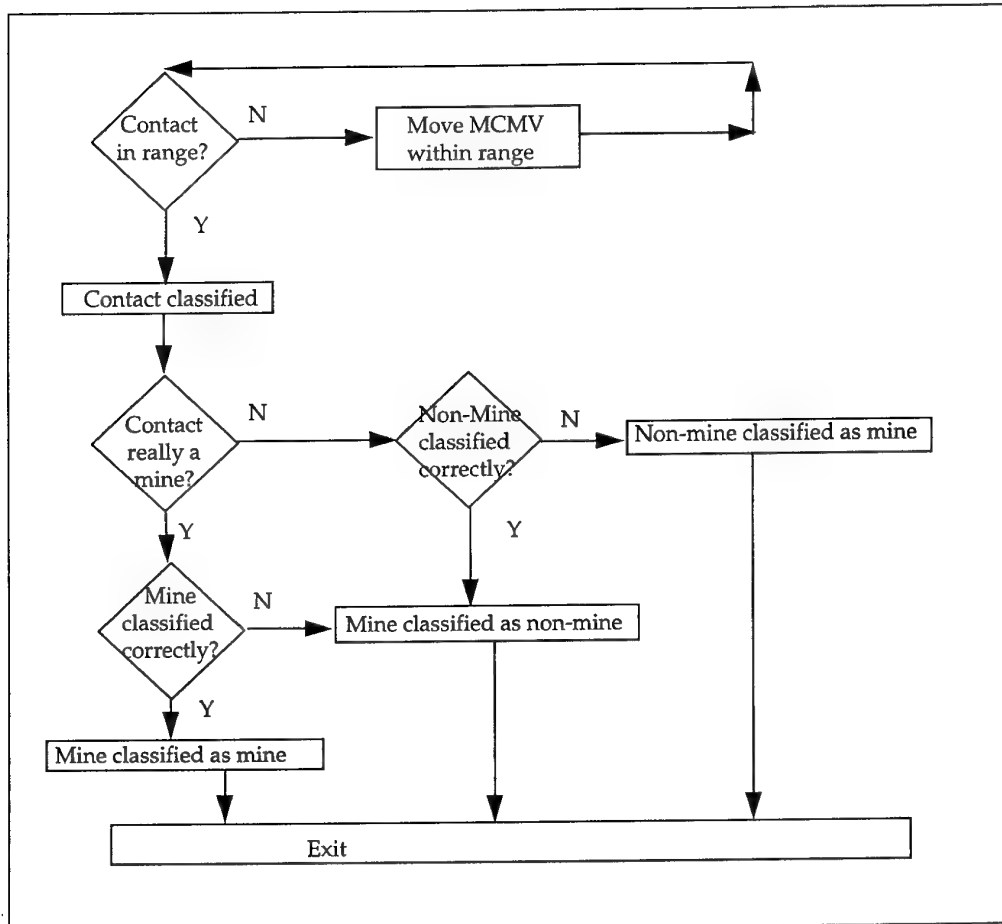 Contact
in range?
N
Move MCMV
within range
Y
Contact classified
Contact
really a
mine?
N
Non-Mine
classified
correctly?
N
Non-mine classified as mine
Y
Y
Mine
classified
correctly?
N
Mine classified as non-mine
Y
Mine classified as mine
Exit